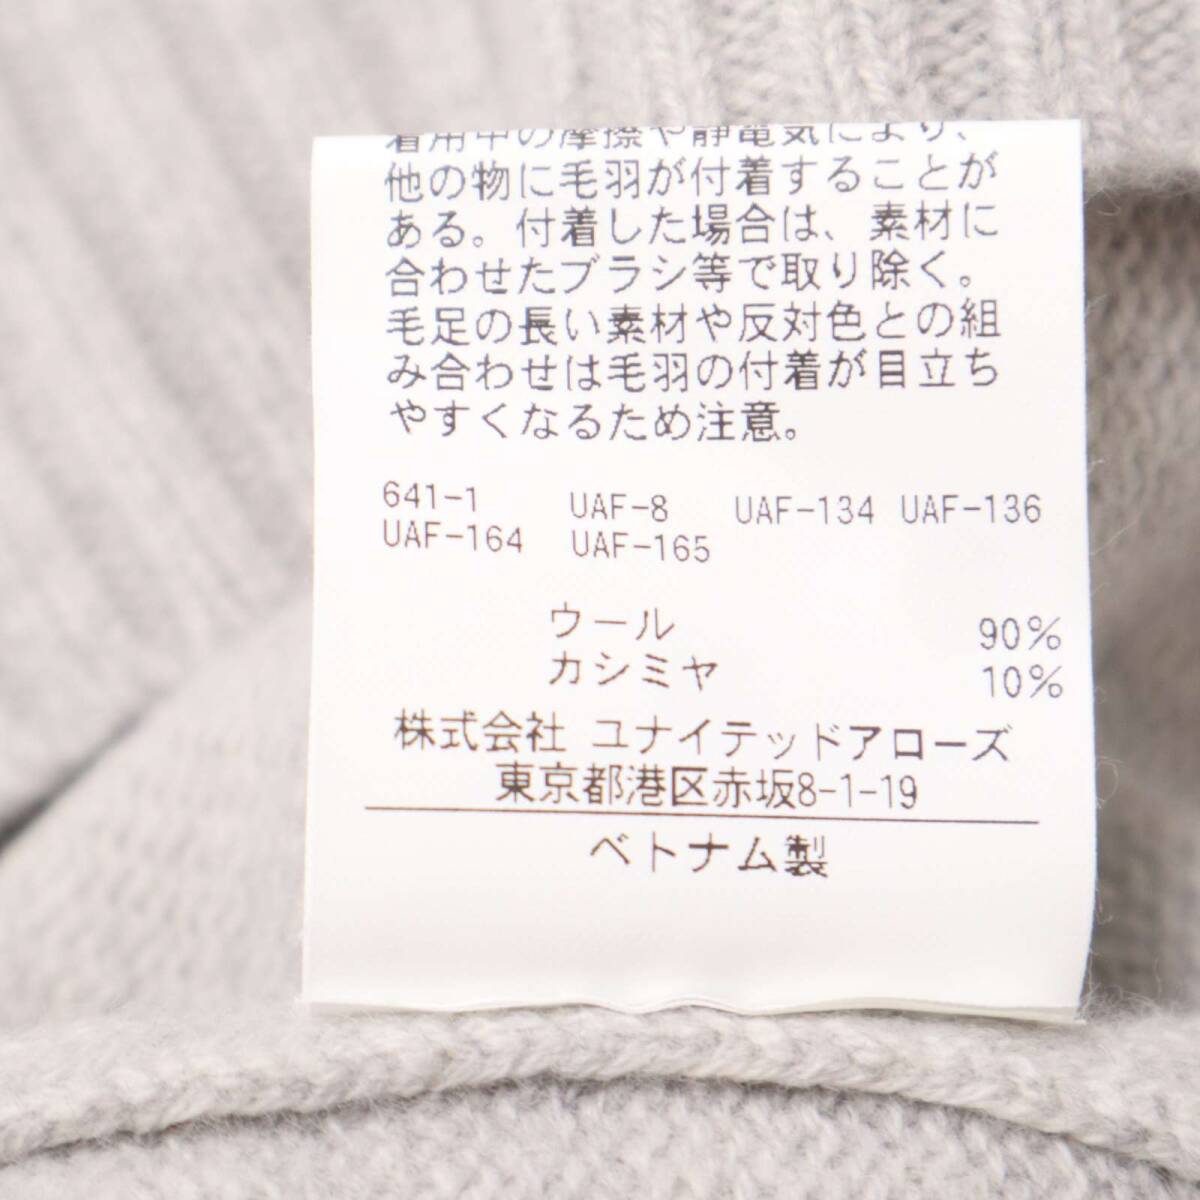 着用中の摩擦や静電気により、
他の物に毛羽が付着することが
ある。付着した場合は、素材に
合わせたブラシ等で取り除く。
毛足の長い素材や反対色との組
み合わせは毛羽の付着が目立ち
やすくなるため注意。
641-1 UAF-8 UAF-134 UAF-136
UAF-164 UAF-165
ウール 90%
カシミヤ 10%
株式会社 ユナイテッドアローズ
東京都港区赤坂8-1-19
ベトナム製